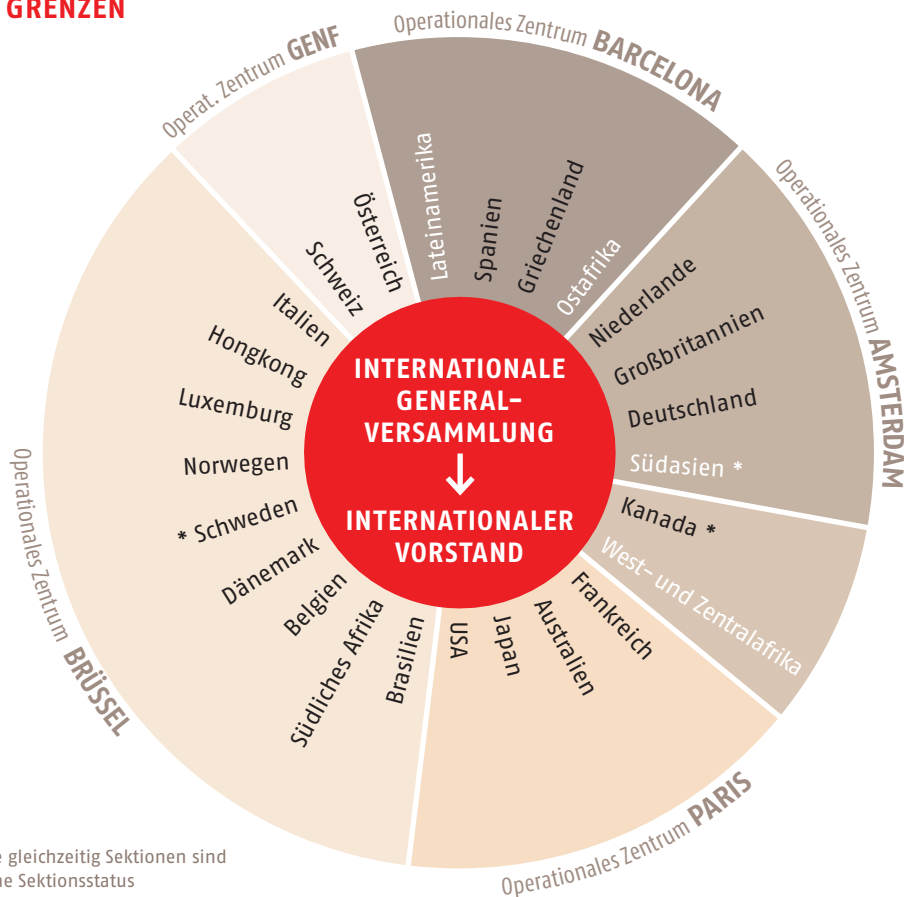 GRENZEN
Operat. Zentrum GENF
Operationales Zentrum BARCELONA
Operationales Zentrum AMSTERDAM
Operationales Zentrum PARIS
Operationales Zentrum BRÜSSEL
Österreich
Schweiz
Lateinamerika
Spanien
Griechenland
Ostafrika
Niederlande
Großbritannien
Deutschland
Südasien *
Kanada *
West- und Zentralafrika
Frankreich
Australien
Japan
USA
Brasilien
Südliches Afrika
Belgien
Dänemark
* Schweden
Norwegen
Luxemburg
Hongkong
Italien
INTERNATIONALE
GENERAL-
VERSAMMLUNG
↓
INTERNATIONALER
VORSTAND
gleichzeitig Sektionen sind
Sektionsstatus